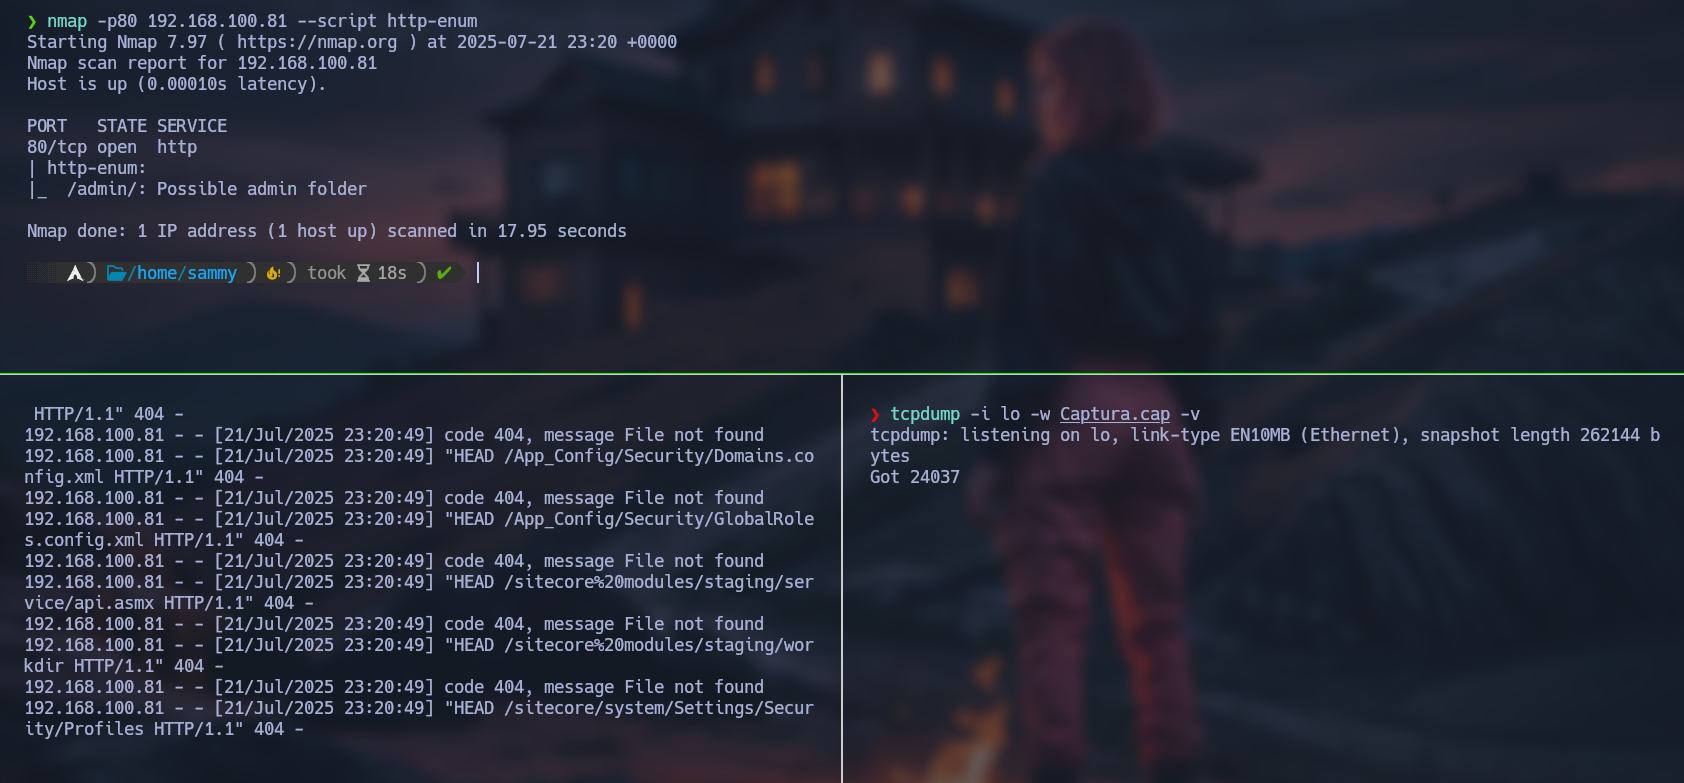 ❯ nmap -p80 192.168.100.81 --script http-enum
Starting Nmap 7.97 ( https://nmap.org ) at 2025-07-21 23:20 +0000
Nmap scan report for 192.168.100.81
Host is up (0.00010s latency).
PORT   STATE SERVICE
80/tcp open  http
| http-enum:
|_  /admin/: Possible admin folder
Nmap done: 1 IP address (1 host up) scanned in 17.95 seconds
/home/sammy took 18s ✔
HTTP/1.1" 404 -
192.168.100.81 - - [21/Jul/2025 23:20:49] code 404, message File not found
192.168.100.81 - - [21/Jul/2025 23:20:49] "HEAD /App_Config/Security/Domains.co
nfig.xml HTTP/1.1" 404 -
192.168.100.81 - - [21/Jul/2025 23:20:49] code 404, message File not found
192.168.100.81 - - [21/Jul/2025 23:20:49] "HEAD /App_Config/Security/GlobalRole
s.config.xml HTTP/1.1" 404 -
192.168.100.81 - - [21/Jul/2025 23:20:49] code 404, message File not found
192.168.100.81 - - [21/Jul/2025 23:20:49] "HEAD /sitecore%20modules/staging/ser
vice/api.asmx HTTP/1.1" 404 -
192.168.100.81 - - [21/Jul/2025 23:20:49] code 404, message File not found
192.168.100.81 - - [21/Jul/2025 23:20:49] "HEAD /sitecore%20modules/staging/wor
kdir HTTP/1.1" 404 -
192.168.100.81 - - [21/Jul/2025 23:20:49] code 404, message File not found
192.168.100.81 - - [21/Jul/2025 23:20:49] "HEAD /sitecore/system/Settings/Secur
ity/Profiles HTTP/1.1" 404 -
❯ tcpdump -i lo -w Captura.cap -v
tcpdump: listening on lo, link-type EN10MB (Ethernet), snapshot length 262144 b
ytes
Got 24037